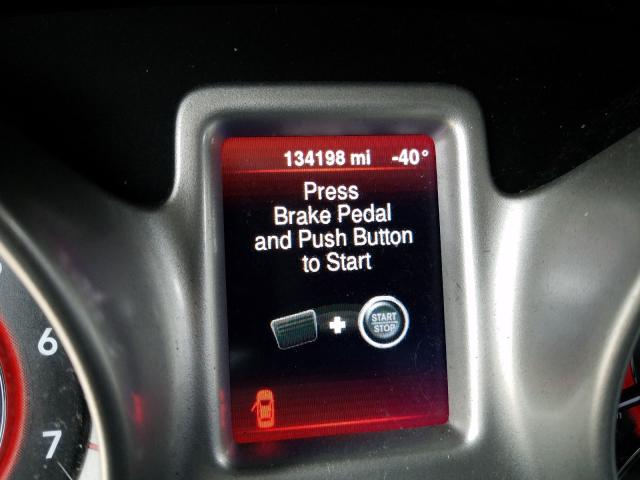 134198 mi -40°
Press
Brake Pedal
and Push Button
to Start
START
STOP
6
7